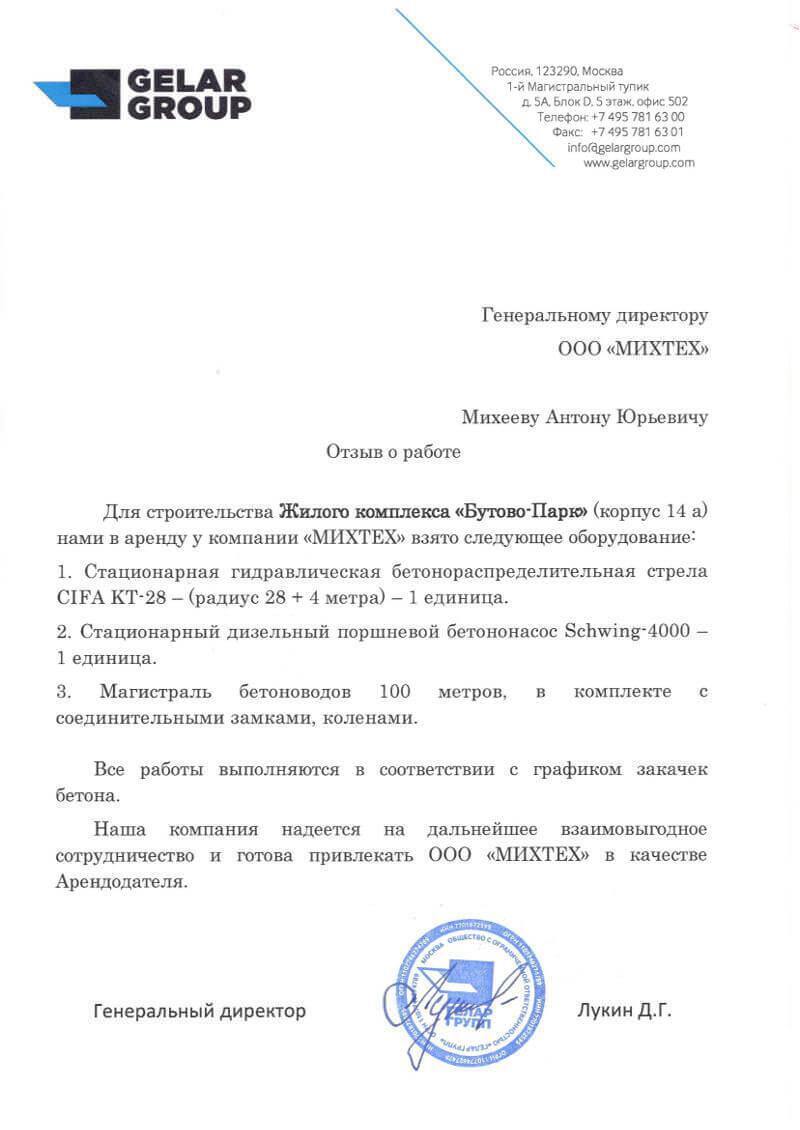 GELAR
GROUP
Россия, 123290, Москва
1-й Магистральный тупик
д. 5А, Блок D, 5 этаж, офис 502
Телефон: +7 495 781 63 00
Факс: +7 495 781 63 01
info@gelargroup.com
www.gelargroup.com
Генеральному директору
ООО «МИХТЕХ»
Михееву Антону Юрьевичу
Отзыв о работе
Для строительства Жилого комплекса «Бутово-Парк» (корпус 14 а)
нами в аренду у компании «МИХТЕХ» взято следующее оборудование:
1. Стационарная гидравлическая бетонораспределительная стрела
CIFA KT-28 – (радиус 28 + 4 метра) – 1 единица.
2. Стационарный дизельный поршневой бетононасос Schwing-4000 –
1 единица.
3. Магистраль бетоноводов 100 метров, в комплекте с
соединительными замками, коленами.
Все работы выполняются в соответствии с графиком закачек
бетона.
Наша компания надеется на дальнейшее взаимовыгодное
сотрудничество и готова привлекать ООО «МИХТЕХ» в качестве
Арендодателя.
Генеральный директор
МОСКВА ОБЩЕСТВО С ОГРАНИЧЕННОЙ ОТВЕТСТВЕННОСТЬЮ «ГЕЛАР ГРУПП»
ГЕЛАР
ГРУПП
Лукин Д.Г.